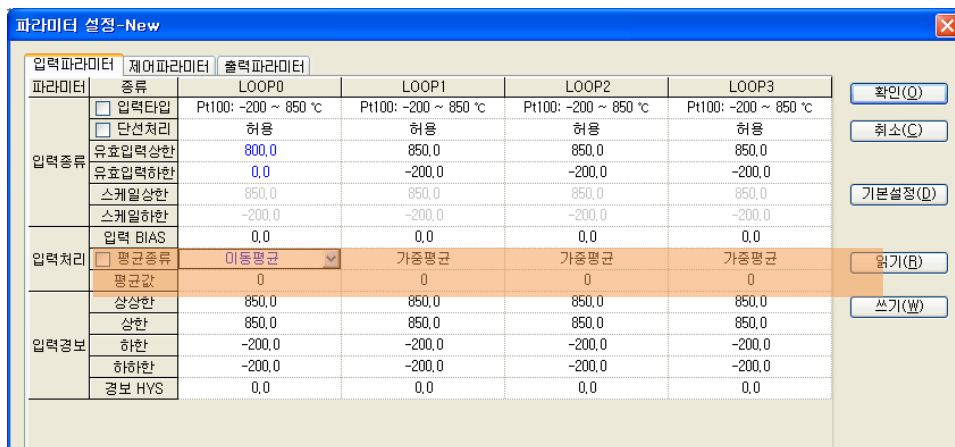 파라미터 설정-New
입력파라미터 제어파라미터 출력파라미터
파라미터 종류 LOOP0 LOOP1 LOOP2 LOOP3
확인(O)
입력종류 입력타입 Pt100: -200 ~ 850 ℃ Pt100: -200 ~ 850 ℃ Pt100: -200 ~ 850 ℃ Pt100: -200 ~ 850 ℃
단선처리 허용 허용 허용 허용
취소(C)
유효입력상한 800,0 850,0 850,0 850,0
유효입력하한 0,0 -200,0 -200,0 -200,0
스케일상한 850,0 850,0 850,0 850,0
기본설정(D)
스케일하한 -200,0 -200,0 -200,0 -200,0
입력처리 입력 BIAS 0,0 0,0 0,0 0,0
평균종류 이동평균 가중평균 가중평균 가중평균
읽기(R)
평균값 0 0 0 0
입력경보 상상한 850,0 850,0 850,0 850,0
쓰기(W)
상한 850,0 850,0 850,0 850,0
하한 -200,0 -200,0 -200,0 -200,0
하하한 -200,0 -200,0 -200,0 -200,0
경보 HYS 0,0 0,0 0,0 0,0